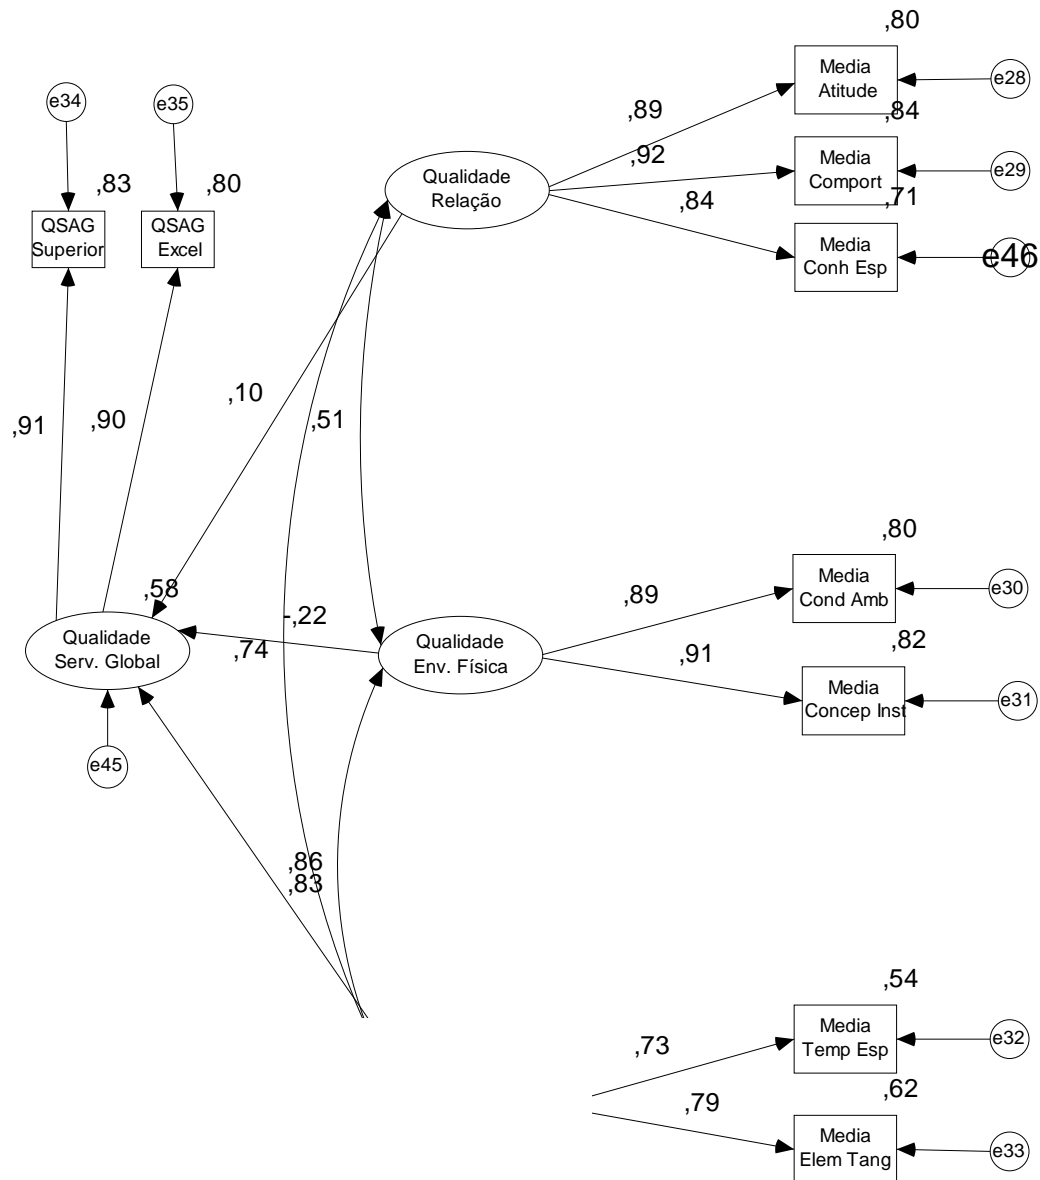 ,80
e34
e35
Media
Atitude
e28
,89
,84
,83
,80
Qualidade
Relação
,92
Media
Comport
e29
,84
,71
QSAG
Superior
QSAG
Excel
Media
Conh Esp
e46
,91
,90
,10
,51
,80
,58
-,22
,89
Media
Cond Amb
e30
Qualidade
Serv. Global
,74
Qualidade
Env. Física
,91
,82
Media
Concep Inst
e31
e45
,86
,83
,54
,73
Media
Temp Esp
e32
,62
,79
Media
Elem Tang
e33